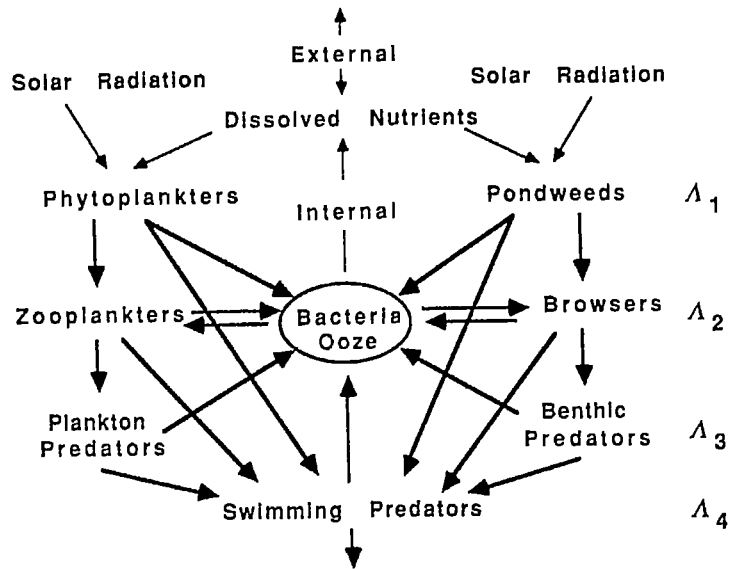 External
Solar Radiation
Solar Radiation
Dissolved Nutrients
Phytoplankters
Internal
Pondweeds
Λ1
Zooplankters
Bacteria
Ooze
Browsers
Λ2
Plankton
Predators
Benthic
Predators
Λ3
Swimming Predators
Λ4